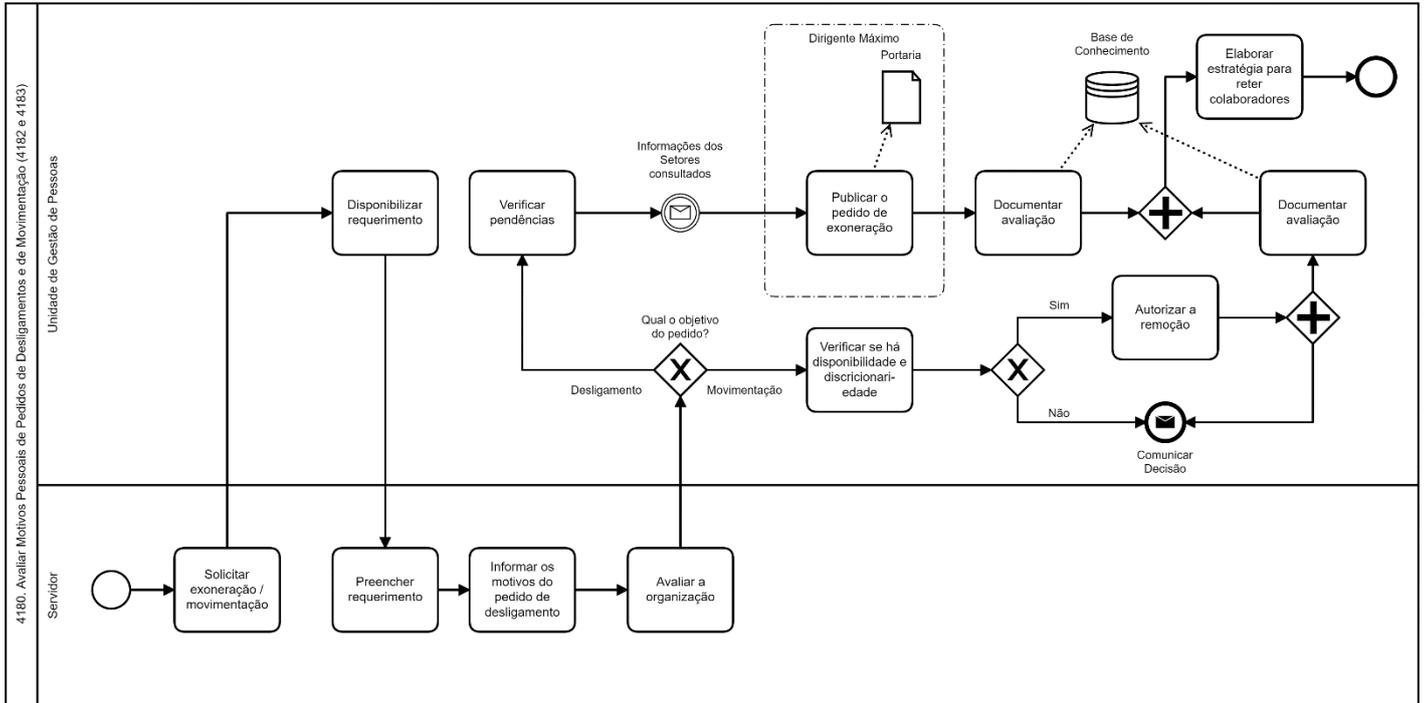 4180. Avaliar Motivos Pessoais de Pedidos de Desligamentos e de Movimentação (4182 e 4183)
Unidade de Gestão de Pessoas
Dirigente Máximo
Portaria
Base de
Conhecimento
Elaborar
estratégia para
reter
colaboradores
Informações dos
Setores
consultados
Disponibilizar
requerimento
Verificar
pendências
Publicar o
pedido de
exoneração
Documentar
avaliação
Documentar
avaliação
Qual o objetivo
do pedido?
Desligamento
Movimentação
Verificar se há
disponibilidade e
discricionari-
edade
Sim
Autorizar a
remoção
Não
Comunicar
Decisão
Servidor
Solicitar
exoneração /
movimentação
Preencher
requerimento
Informar os
motivos do
pedido de
desligamento
Avaliar a
organização